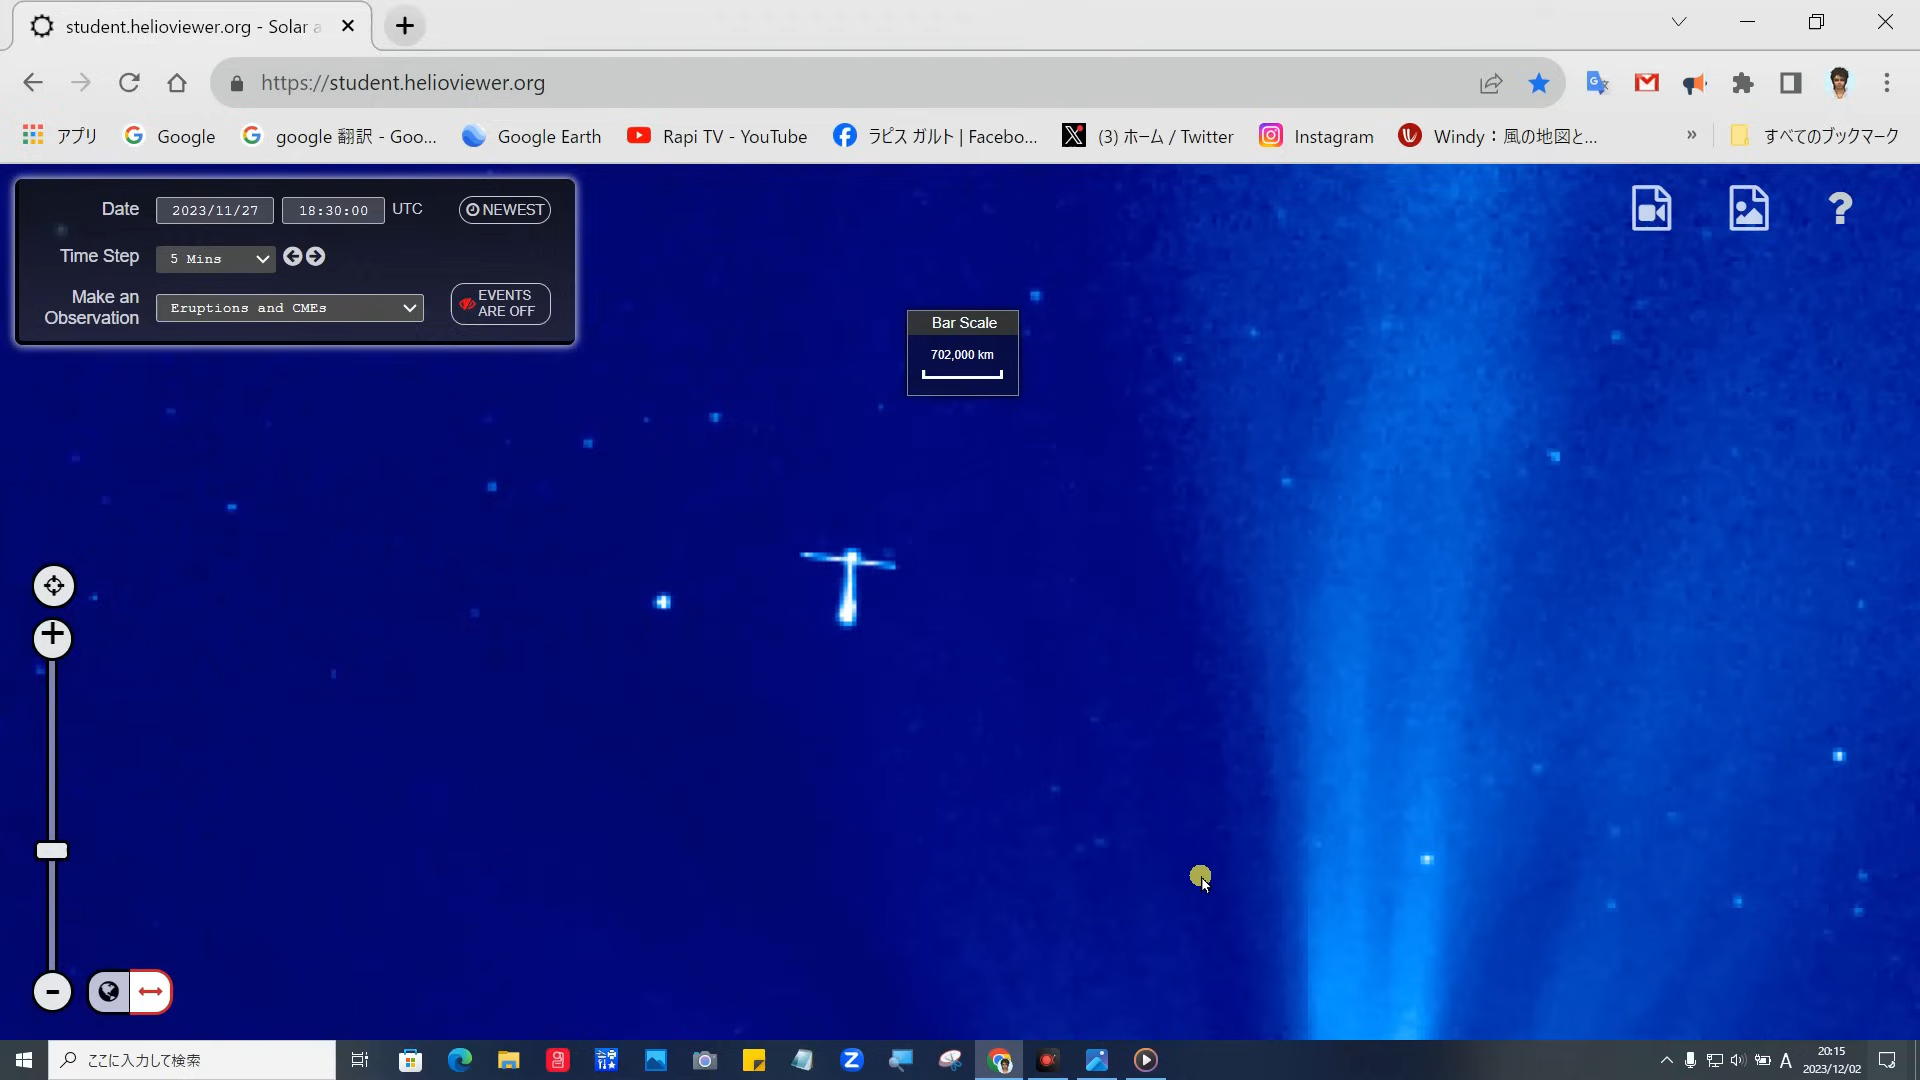 student.helioviewer.org - Solar a
https://student.helioviewer.org
アプリ
Google
google 翻訳 - Goo...
Google Earth
Rapi TV - YouTube
ラピス ガルト | Facebo...
(3) ホーム / Twitter
Instagram
Windy：風の地図と...
»
すべてのブックマーク
Date 2023/11/27 18:30:00 UTC NEWEST
Time Step 5 Mins
Make an Observation Eruptions and CMEs EVENTS ARE OFF
Bar Scale
702,000 km
?
ここに入力して検索
A
20:15
2023/12/02